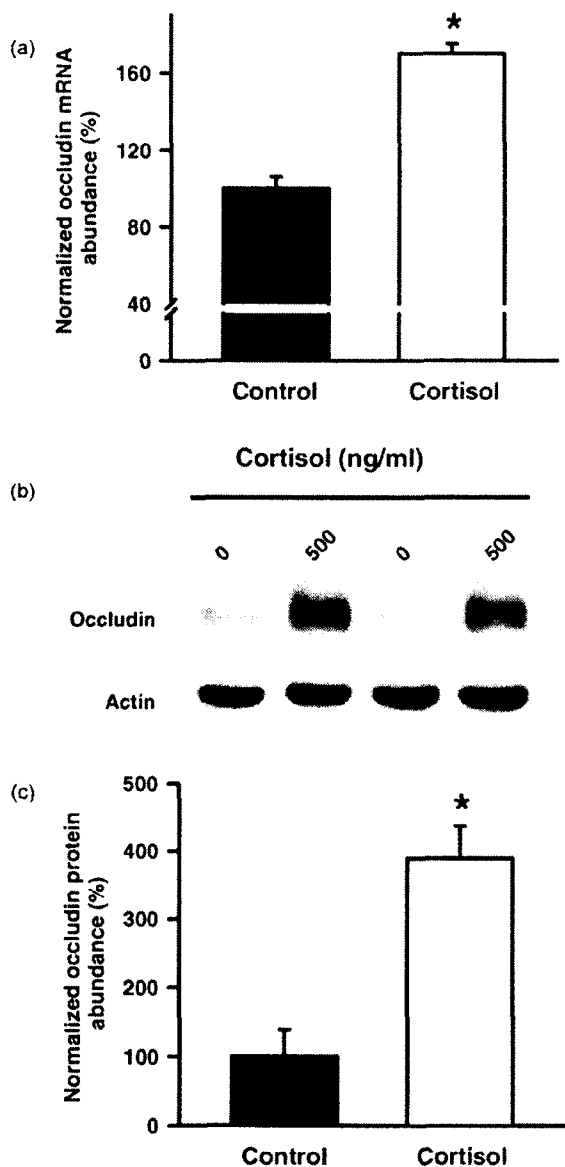 (a)
Normalized occludin mRNA
abundance (%)
160
120
80
40
0
*
Control
Cortisol
Cortisol (ng/ml)
(b)
0
500
0
500
Occludin
Actin
(c)
Normalized occludin protein
abundance (%)
500
400
300
200
100
0
*
Control
Cortisol